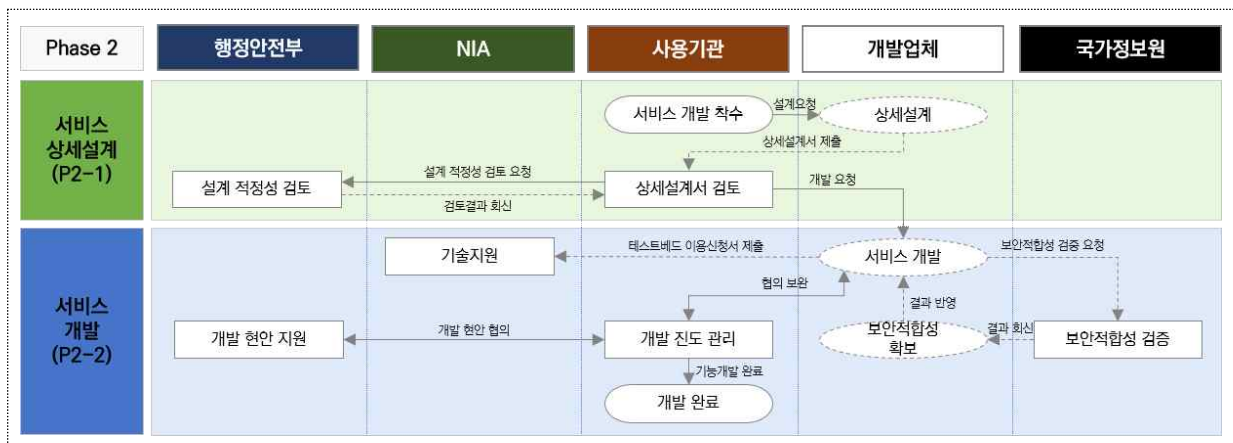 Phase 2
행정안전부
NIA
사용기관
개발업체
국가정보원
서비스
상세설계
(P2-1)
서비스 개발 착수
설계요청
상세설계
상세설계서 제출
설계 적정성 검토
설계 적정성 검토 요청
검토결과 회신
상세설계서 검토
개발 요청
서비스
개발
(P2-2)
기술지원
테스트베드 이용신청서 제출
서비스 개발
보안적합성 검증 요청
협의 보완
결과 반영
개발 현안 지원
개발 현안 협의
개발 진도 관리
보안적합성
확보
결과 회신
보안적합성 검증
기능개발 완료
개발 완료